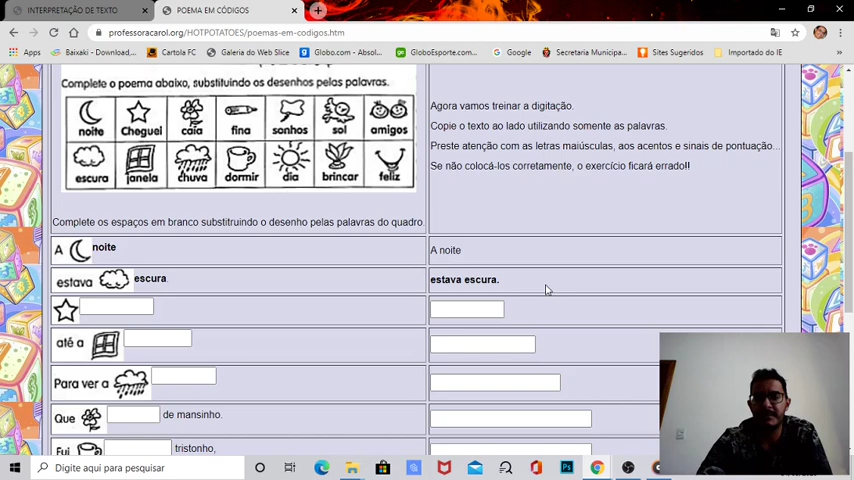 INTERPRETAÇÃO DE TEXTO
POEMA EM CÓDIGOS
professoracarol.org/HOTPOTATOES/poemas-em-codigos.htm
Apps
Baixaki - Download,...
Cartola FC
Galeria do Web Slice
Globo.com - Absol...
GloboEsporte.com...
Google
Secretaria Municipa...
Sites Sugeridos
Importado do IE
Complete o poema abaixo, substituindo os desenhos pelas palavras.
noite Cheguei caía fina sonhos sol amigos
escura janela chuva dormir dia brincar feliz
Agora vamos treinar a digitação.
Copie o texto ao lado utilizando somente as palavras.
Preste atenção com as letras maiúsculas, aos acentos e sinais de pontuação...
Se não colocá-los corretamente, o exercício ficará errado!!
Complete os espaços em branco substituindo o desenho pelas palavras do quadro
A noite
A noite
estava escura.
estava escura.
até a
Para ver a
Que de mansinho.
Fui tristonho,
Digite aqui para pesquisar